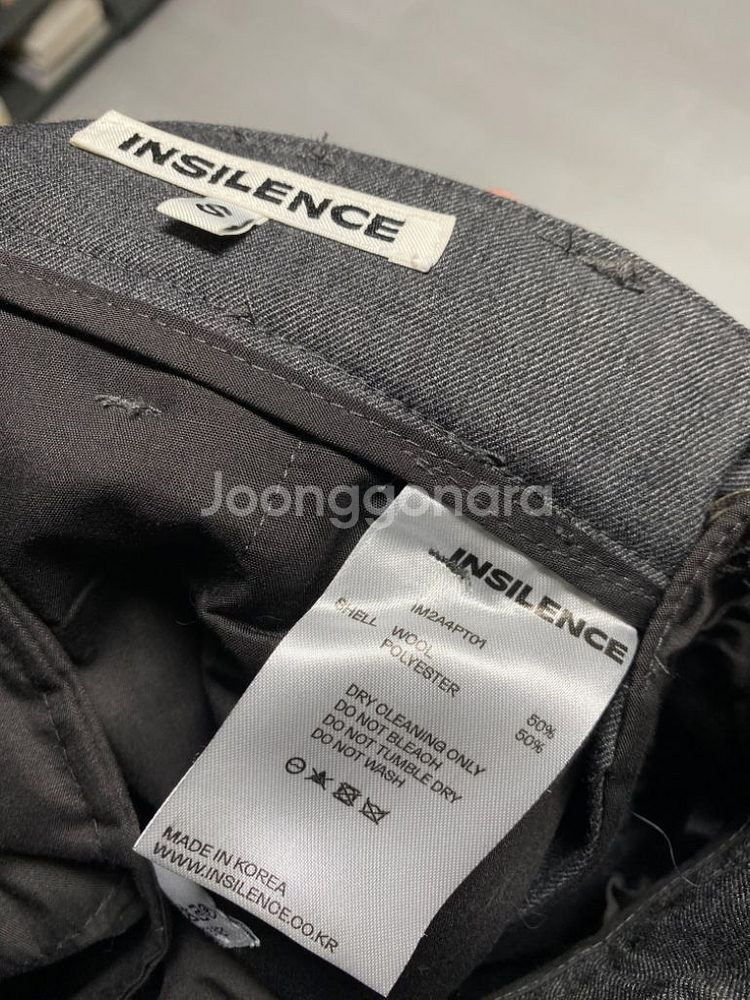 INSILENCE
S
Joonggonara
INSILENCE
IM2A4PT01
SHELL WOOL 50%
POLYESTER 50%
DRY CLEANING ONLY
DO NOT BLEACH
DO NOT TUMBLE DRY
DO NOT WASH
MADE IN KOREA
WWW.INSILENCE.CO.KR